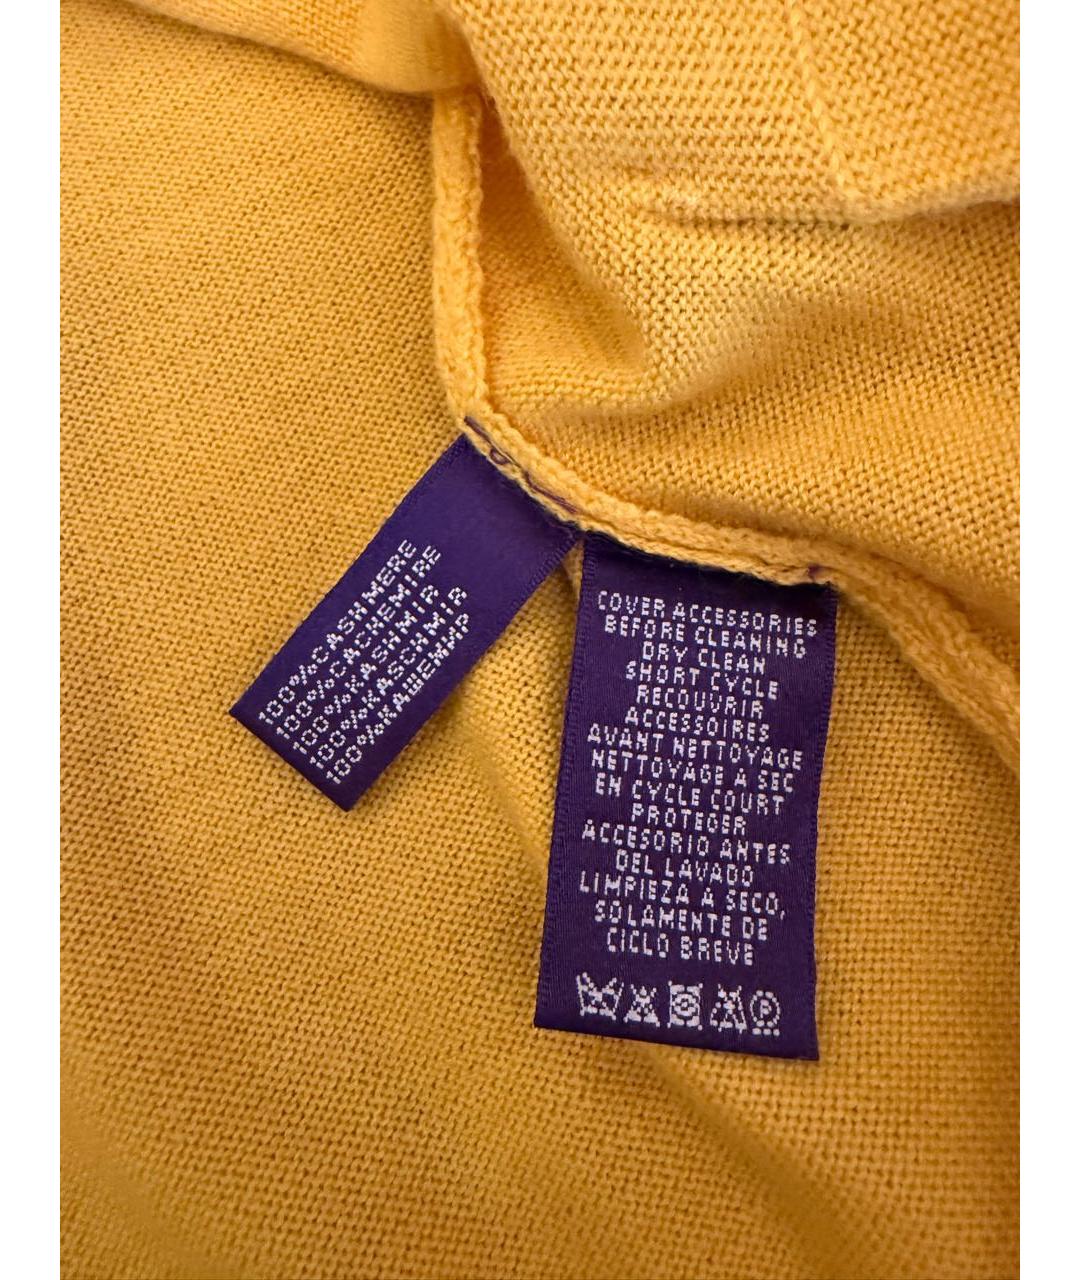 100% CASHMERE
100% CACHEMIRE
100% KASHMIR
100% KASCHMIR
100% КАШЕМИР
COVER ACCESSORIES
BEFORE CLEANING
DRY CLEAN
SHORT CYCLE
RECOUVRIR
ACCESSOIRES
AVANT NETTOYAGE
NETTOYAGE A SEC
EN CYCLE COURT
PROTEGER
ACCESORIO ANTES
DEL LAVADO
LIMPIEZA A SECO,
SOLAMENTE DE
CICLO BREVE
P